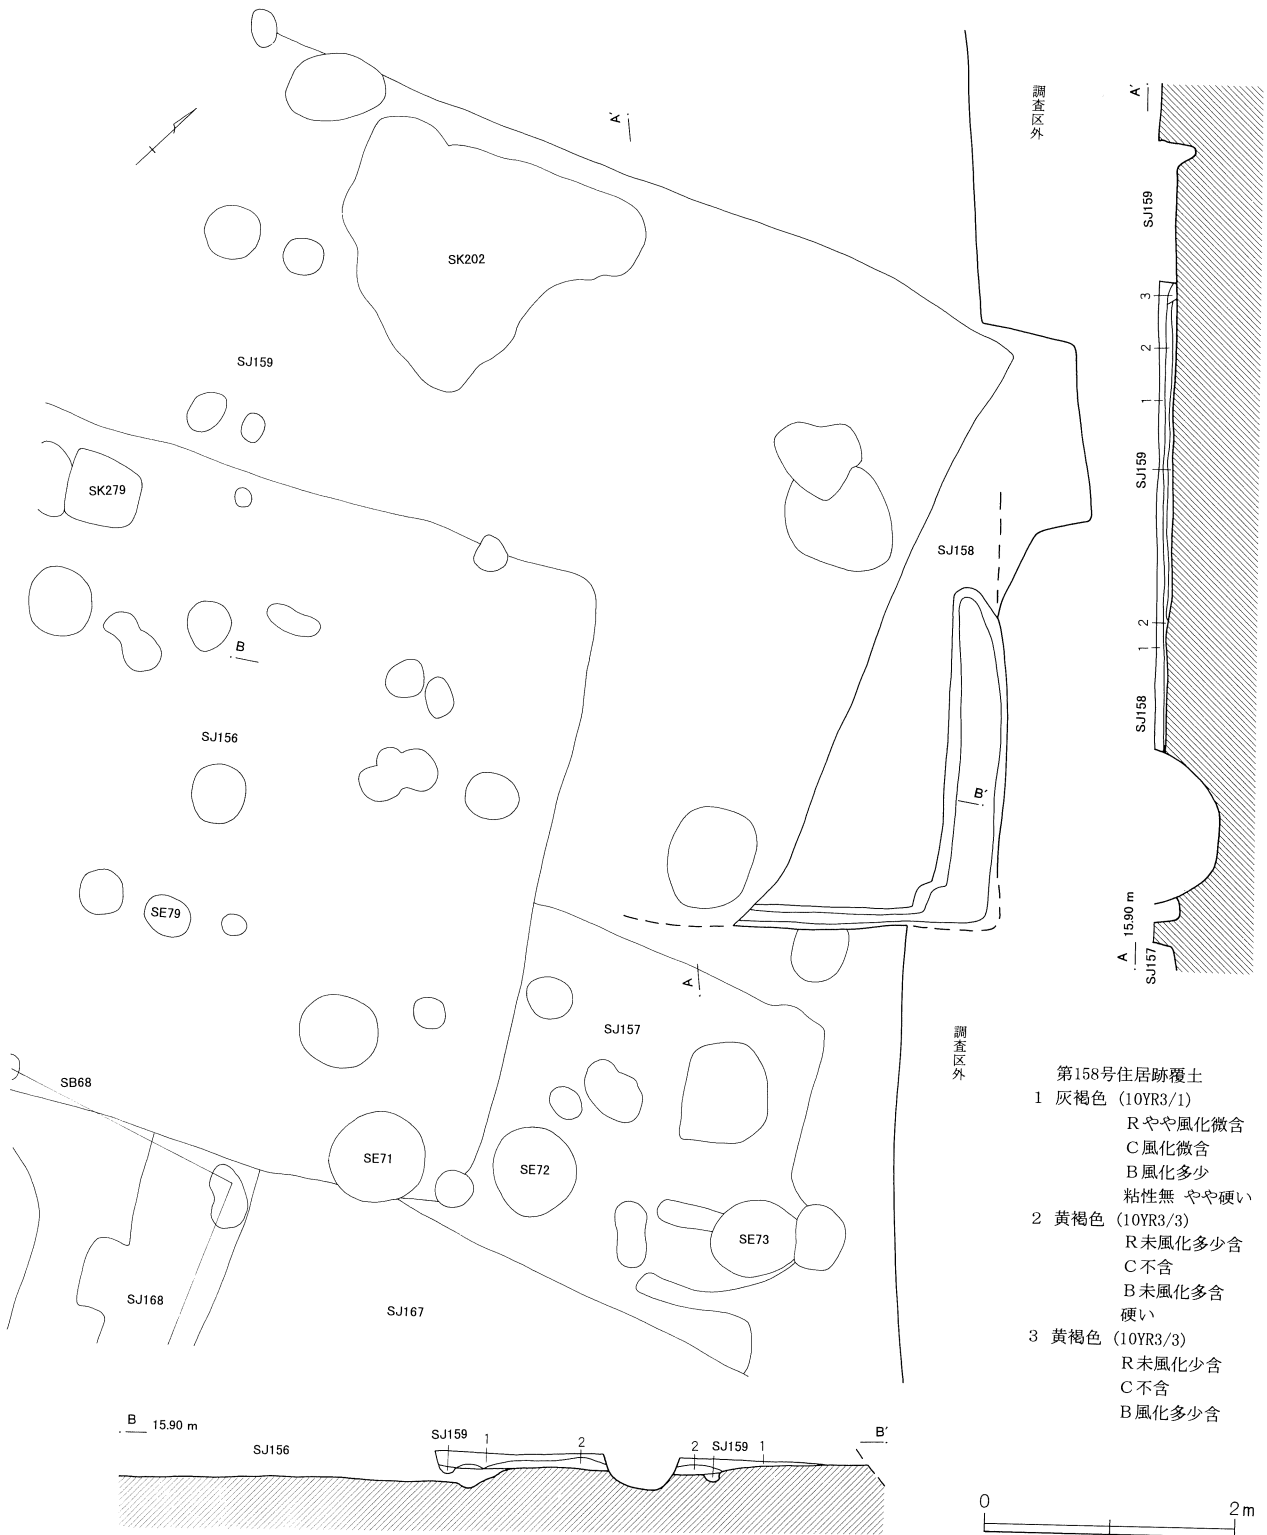 調査区外
A′
A′
SJ159
SK202
SJ159
3
2
1
SJ159
SK279
SJ158
B
2
1
SJ158
SJ156
B′
SE79
15.90 m
A
SJ157
A
SJ157
調査区外
SB68
SE71
SE72
SE73
SJ168
SJ167
第158号住居跡覆土
1 灰褐色 (10YR3/1)
Rやや風化微含
C風化微含
B風化多少
粘性無 やや硬い
2 黄褐色 (10YR3/3)
R未風化多少含
C不含
B未風化多含
硬い
3 黄褐色 (10YR3/3)
R未風化少含
C不含
B風化多少含
B 15.90 m
SJ156
SJ159 1 2 2 SJ159 1
B′
0 2m